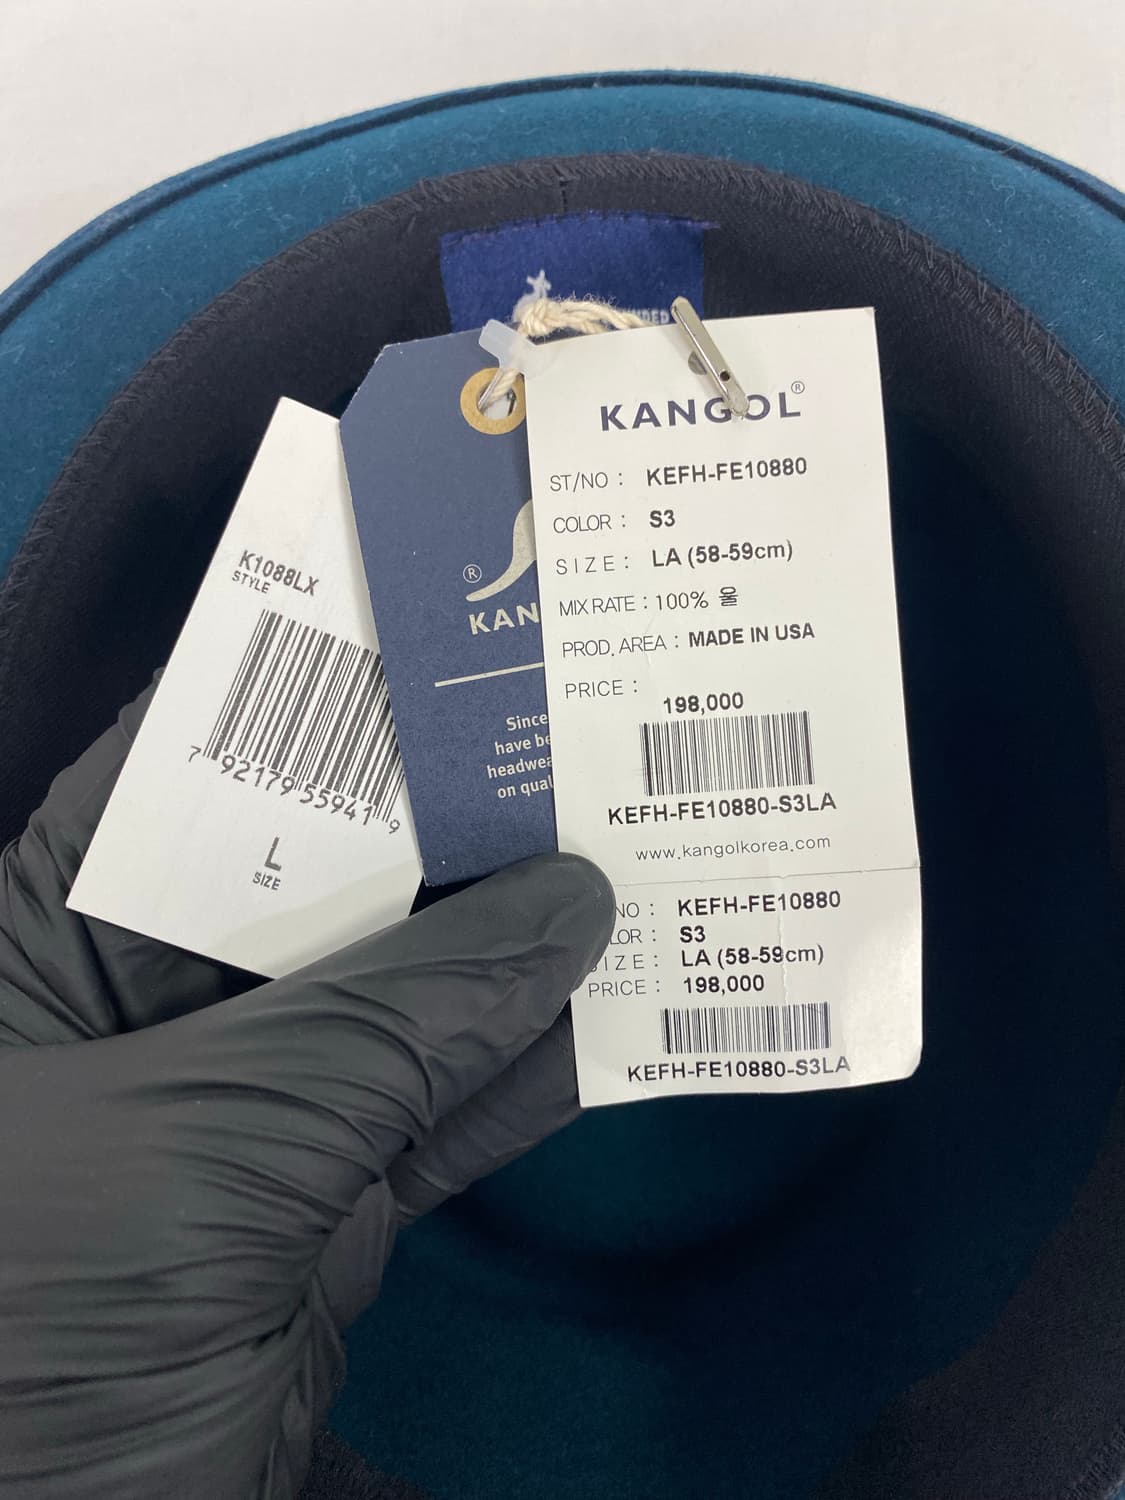 KANGOL®
ST/NO : KEFH-FE10880
COLOR : S3
SIZE : LA (58-59cm)
MIX RATE : 100% 울
PROD. AREA : MADE IN USA
PRICE :
198,000
KEFH-FE10880-S3LA
www.kangolkorea.com
NO : KEFH-FE10880
LOR : S3
IZE : LA (58-59cm)
PRICE : 198,000
KEFH-FE10880-S3LA
®
KAN
Since
have be
headwea
on qual
K1088LX
STYLE
7 92179 55941 9
L
SIZE